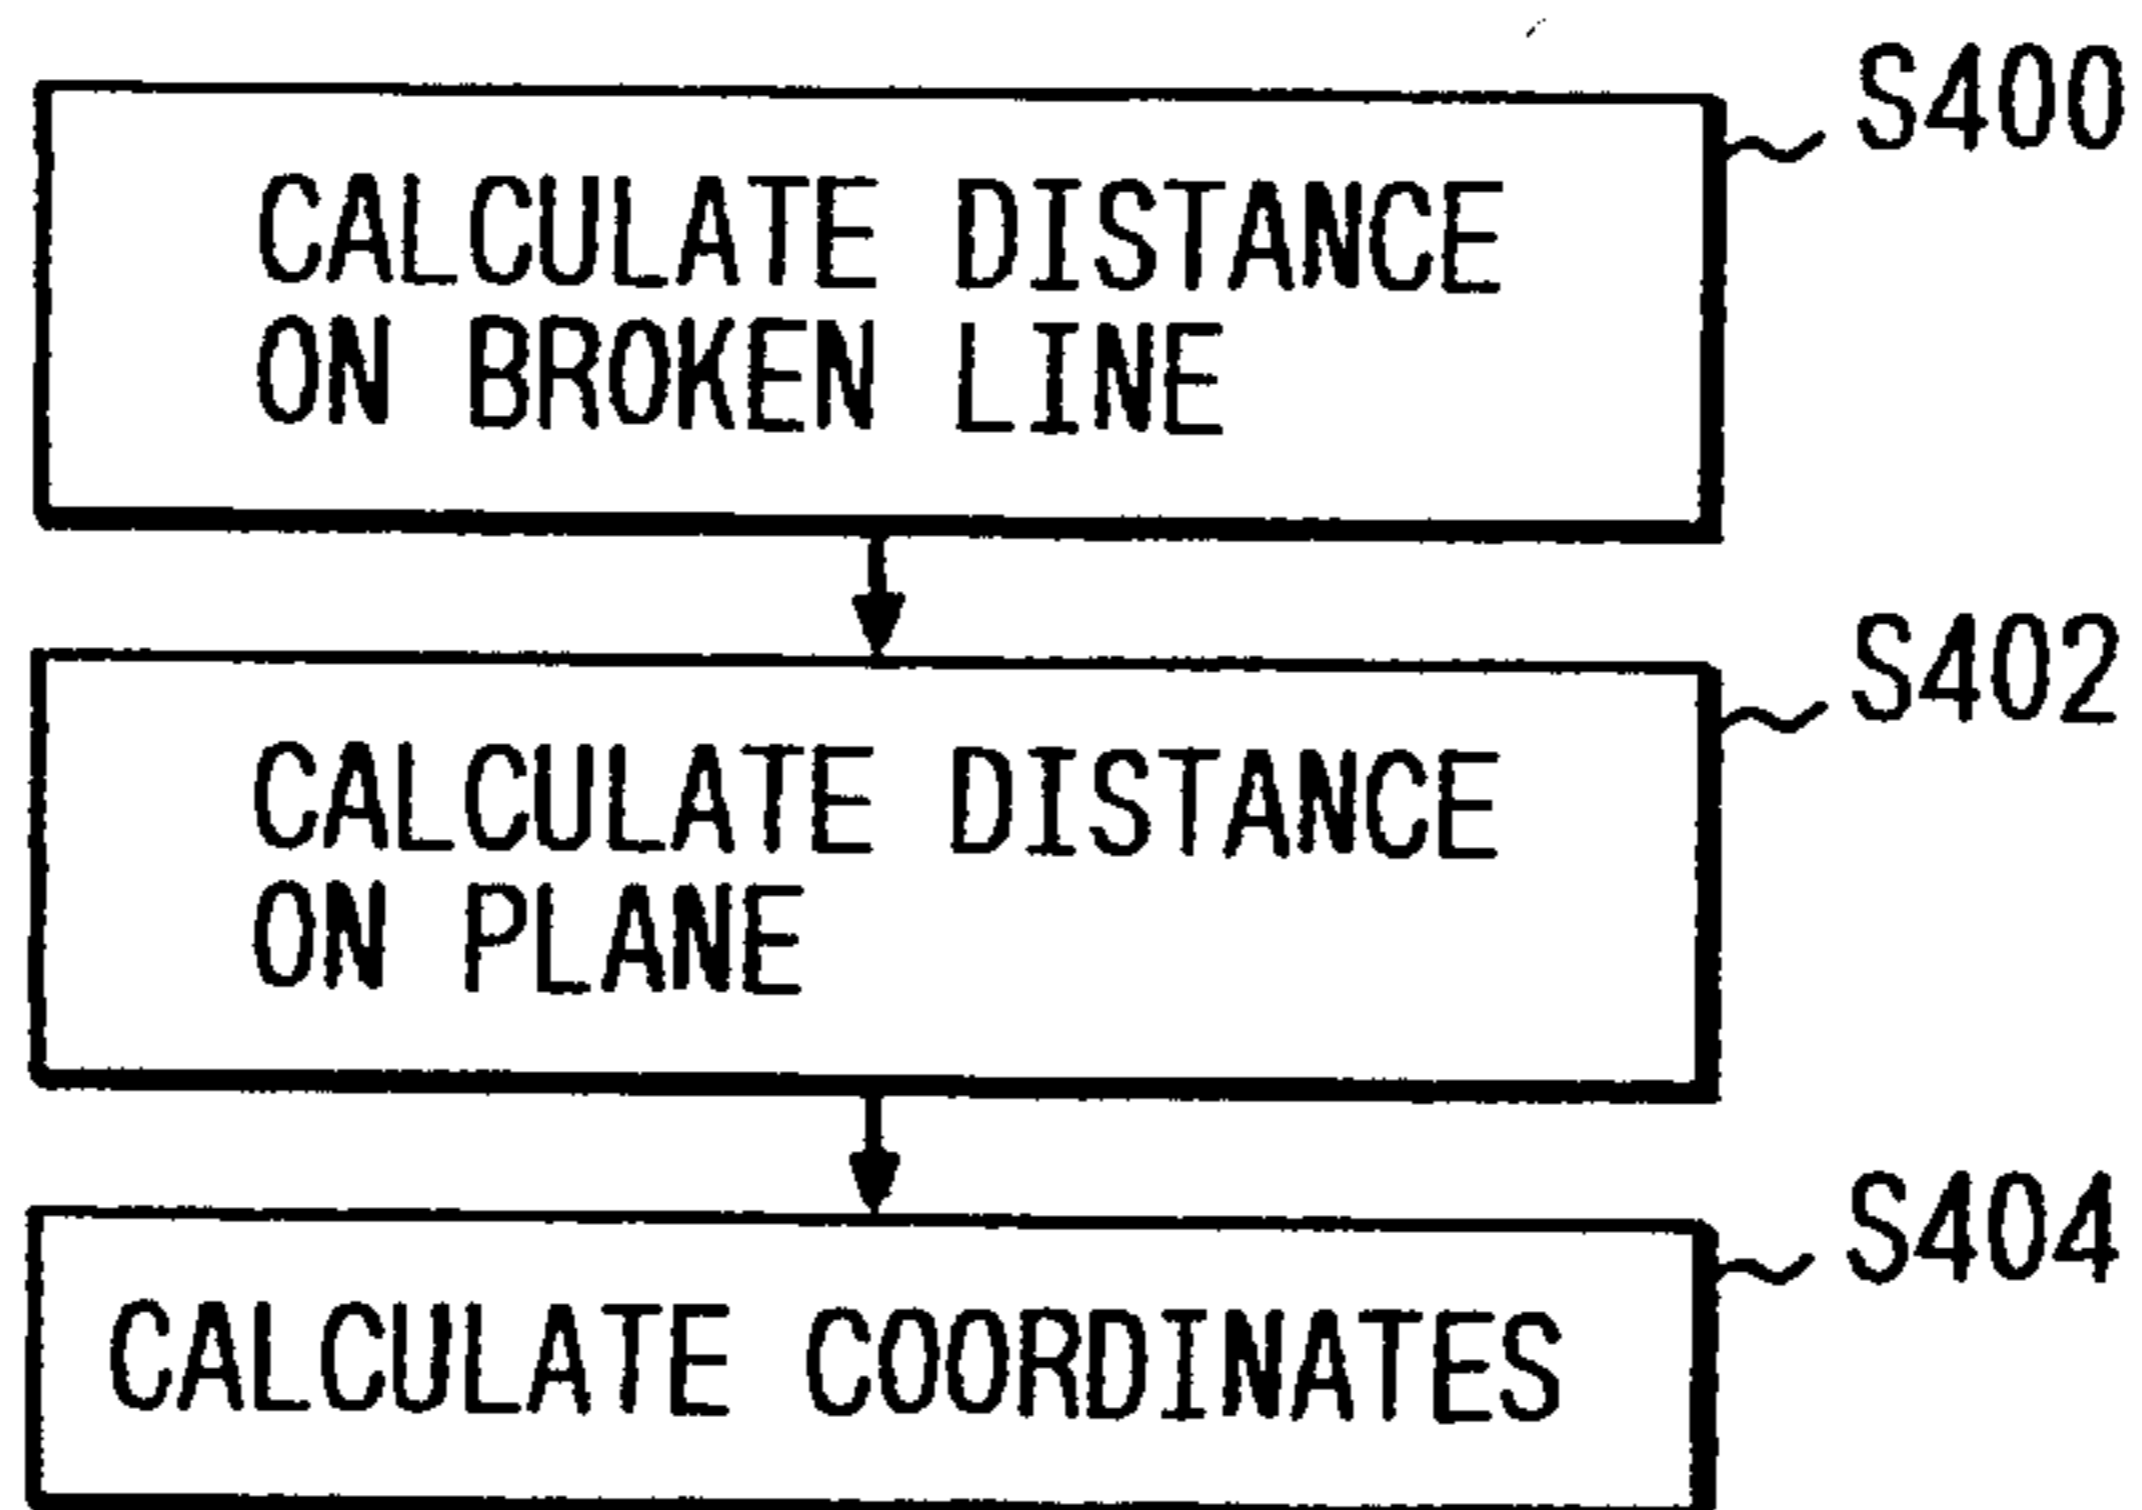 S400
CALCULATE DISTANCE
ON BROKEN LINE
S402
CALCULATE DISTANCE
ON PLANE
S404
CALCULATE COORDINATES